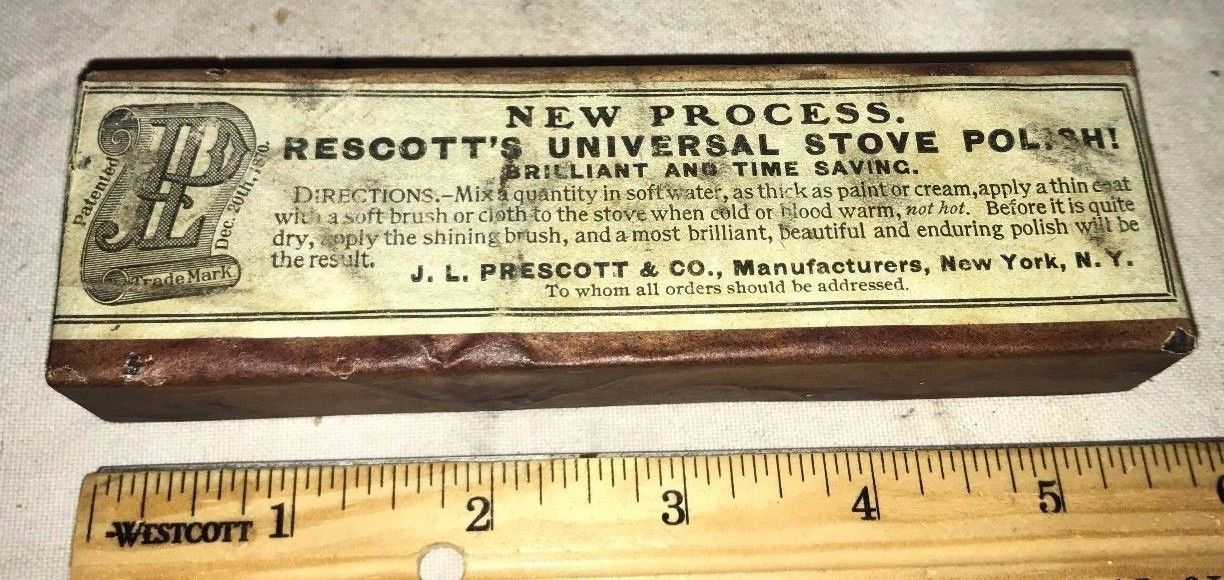 NEW PROCESS.
RESCOTT'S UNIVERSAL STOVE POLISH!
BRILLIANT AND TIME SAVING.
DIRECTIONS.-Mix a quantity in soft water, as thick as paint or cream, apply a thin coat
with a soft brush or cloth to the stove when cold or blood warm, not hot. Before it is quite
dry, apply the shining brush, and a most brilliant, beautiful and enduring polish will be
the result.
J. L. PRESCOTT & CO., Manufacturers, New York, N. Y.
To whom all orders should be addressed.
Patented
Dec. 20th, 1870.
JLP
Trade Mark
WESTCOTT 1 2 3 4 5 6